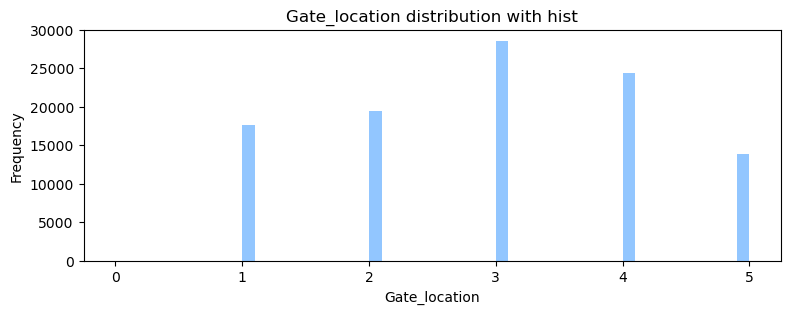 Gate_location distribution with hist
30000
25000
20000
15000
10000
5000
0
Frequency
0 1 2 3 4 5
Gate_location